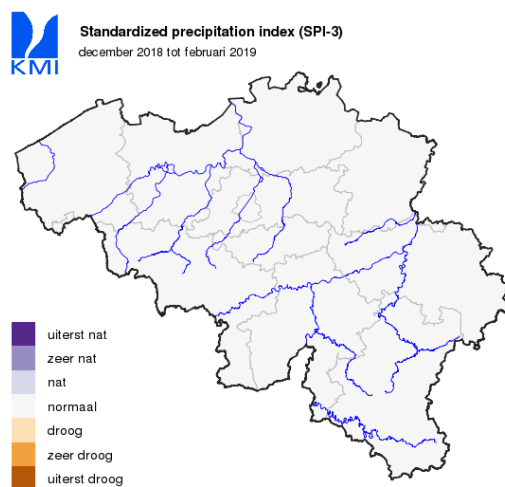 Standardized precipitation index (SPI-3)
december 2018 tot februari 2019
KMI
uiterst nat
zeer nat
nat
normaal
droog
zeer droog
uiterst droog